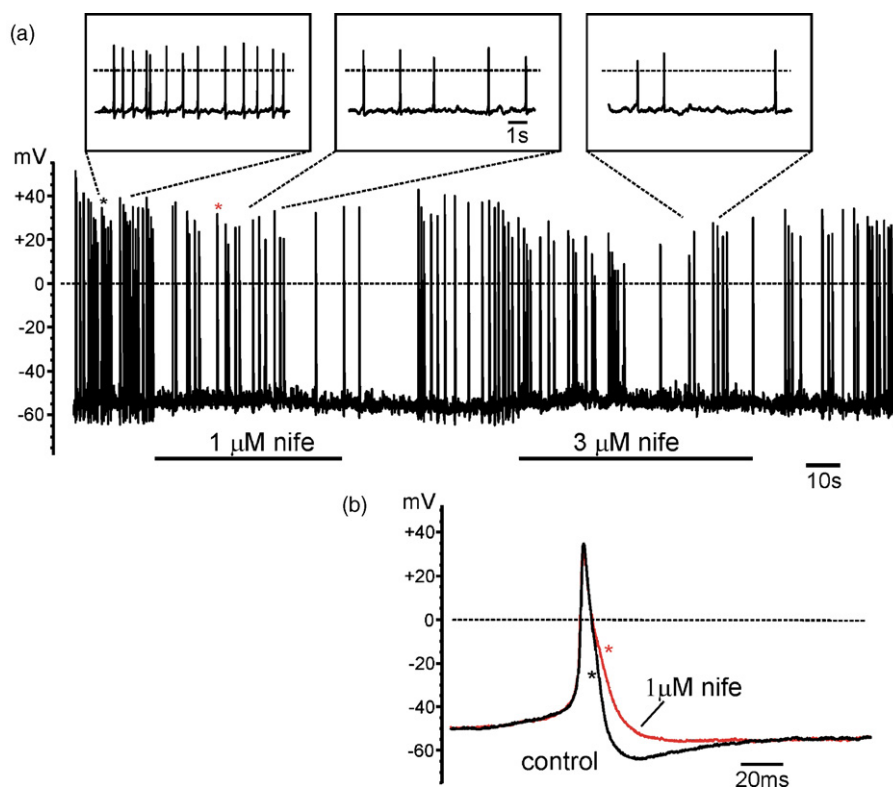 (a)
1s
mV
+40
+20
0
-20
-40
-60
*
*
1 μM nife
3 μM nife
10s
(b)
mV
+40
+20
0
-20
-40
-60
*
*
1μM nife
control
20ms